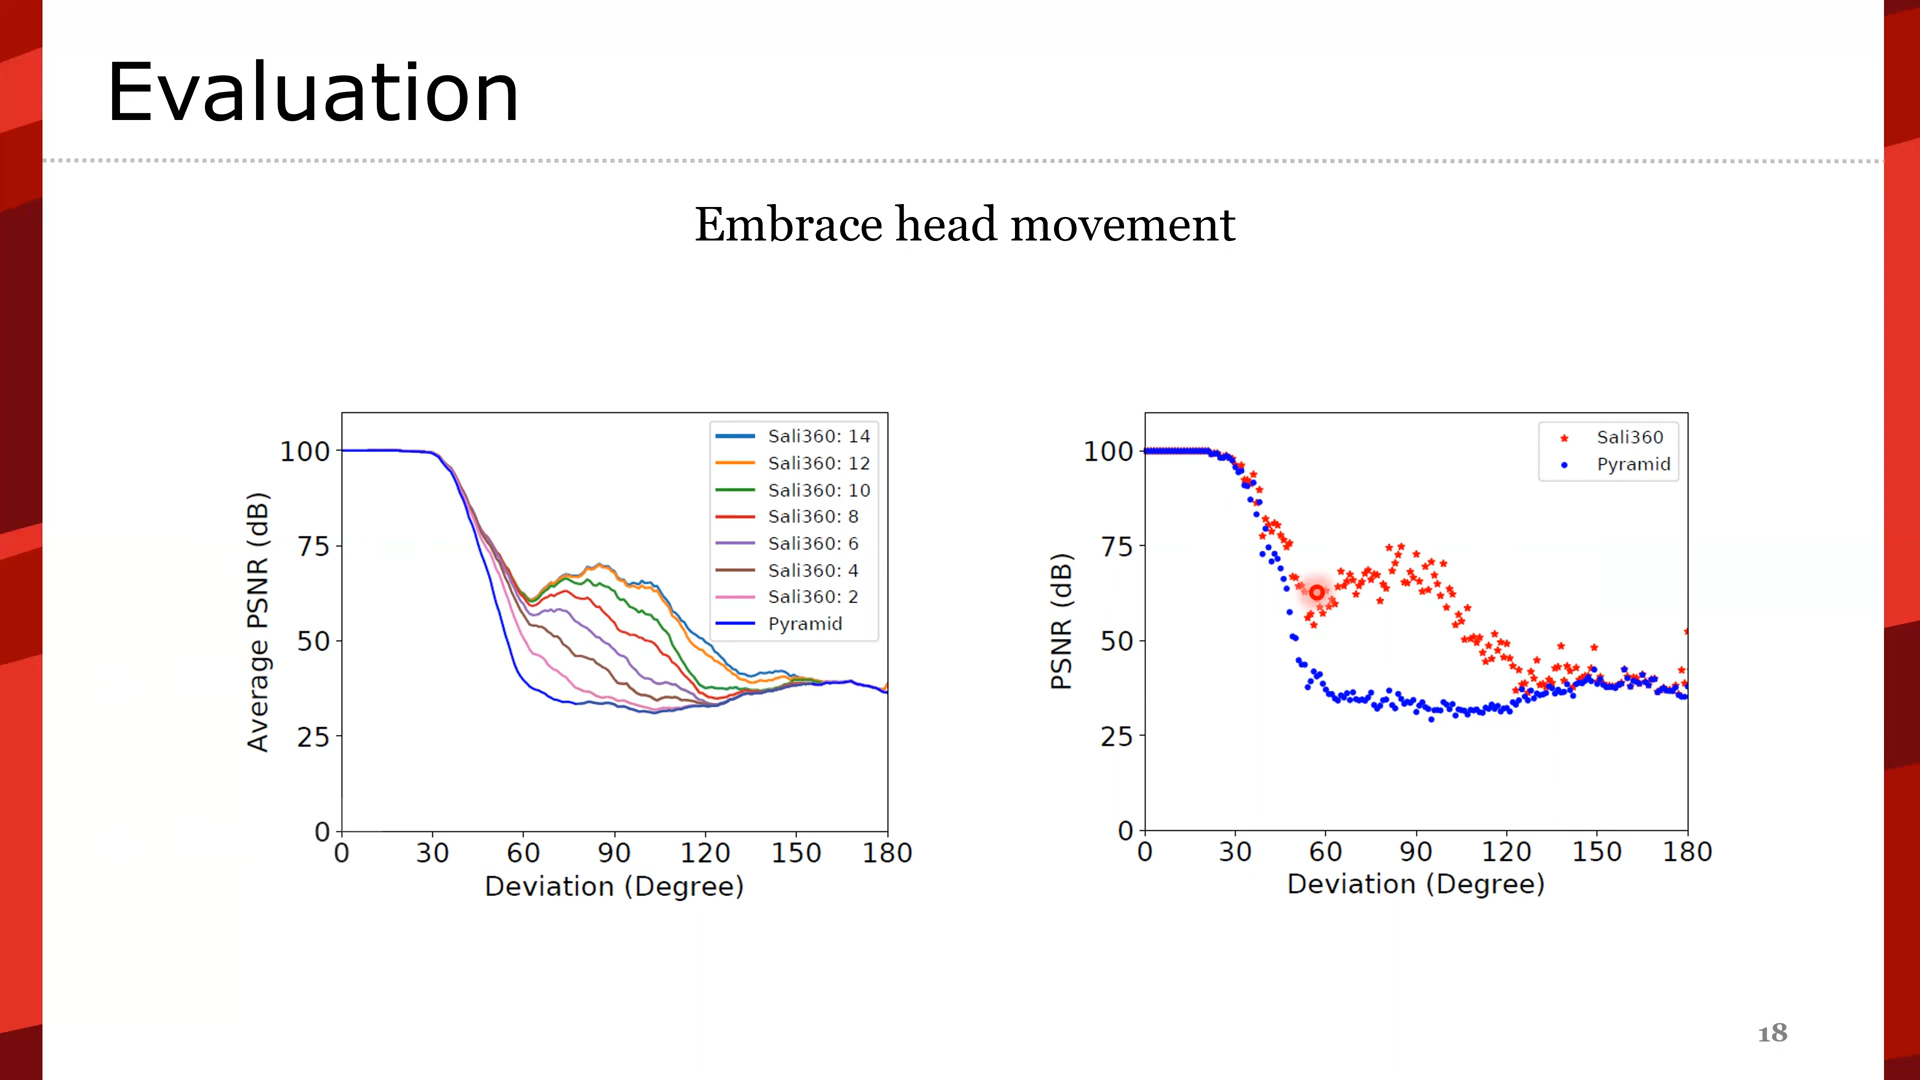 Evaluation
Embrace head movement
Average PSNR (dB)
100
75
50
25
0
0 30 60 90 120 150 180
Deviation (Degree)
Sali360: 14
Sali360: 12
Sali360: 10
Sali360: 8
Sali360: 6
Sali360: 4
Sali360: 2
Pyramid
PSNR (dB)
100
75
50
25
0
0 30 60 90 120 150 180
Deviation (Degree)
Sali360
Pyramid
18